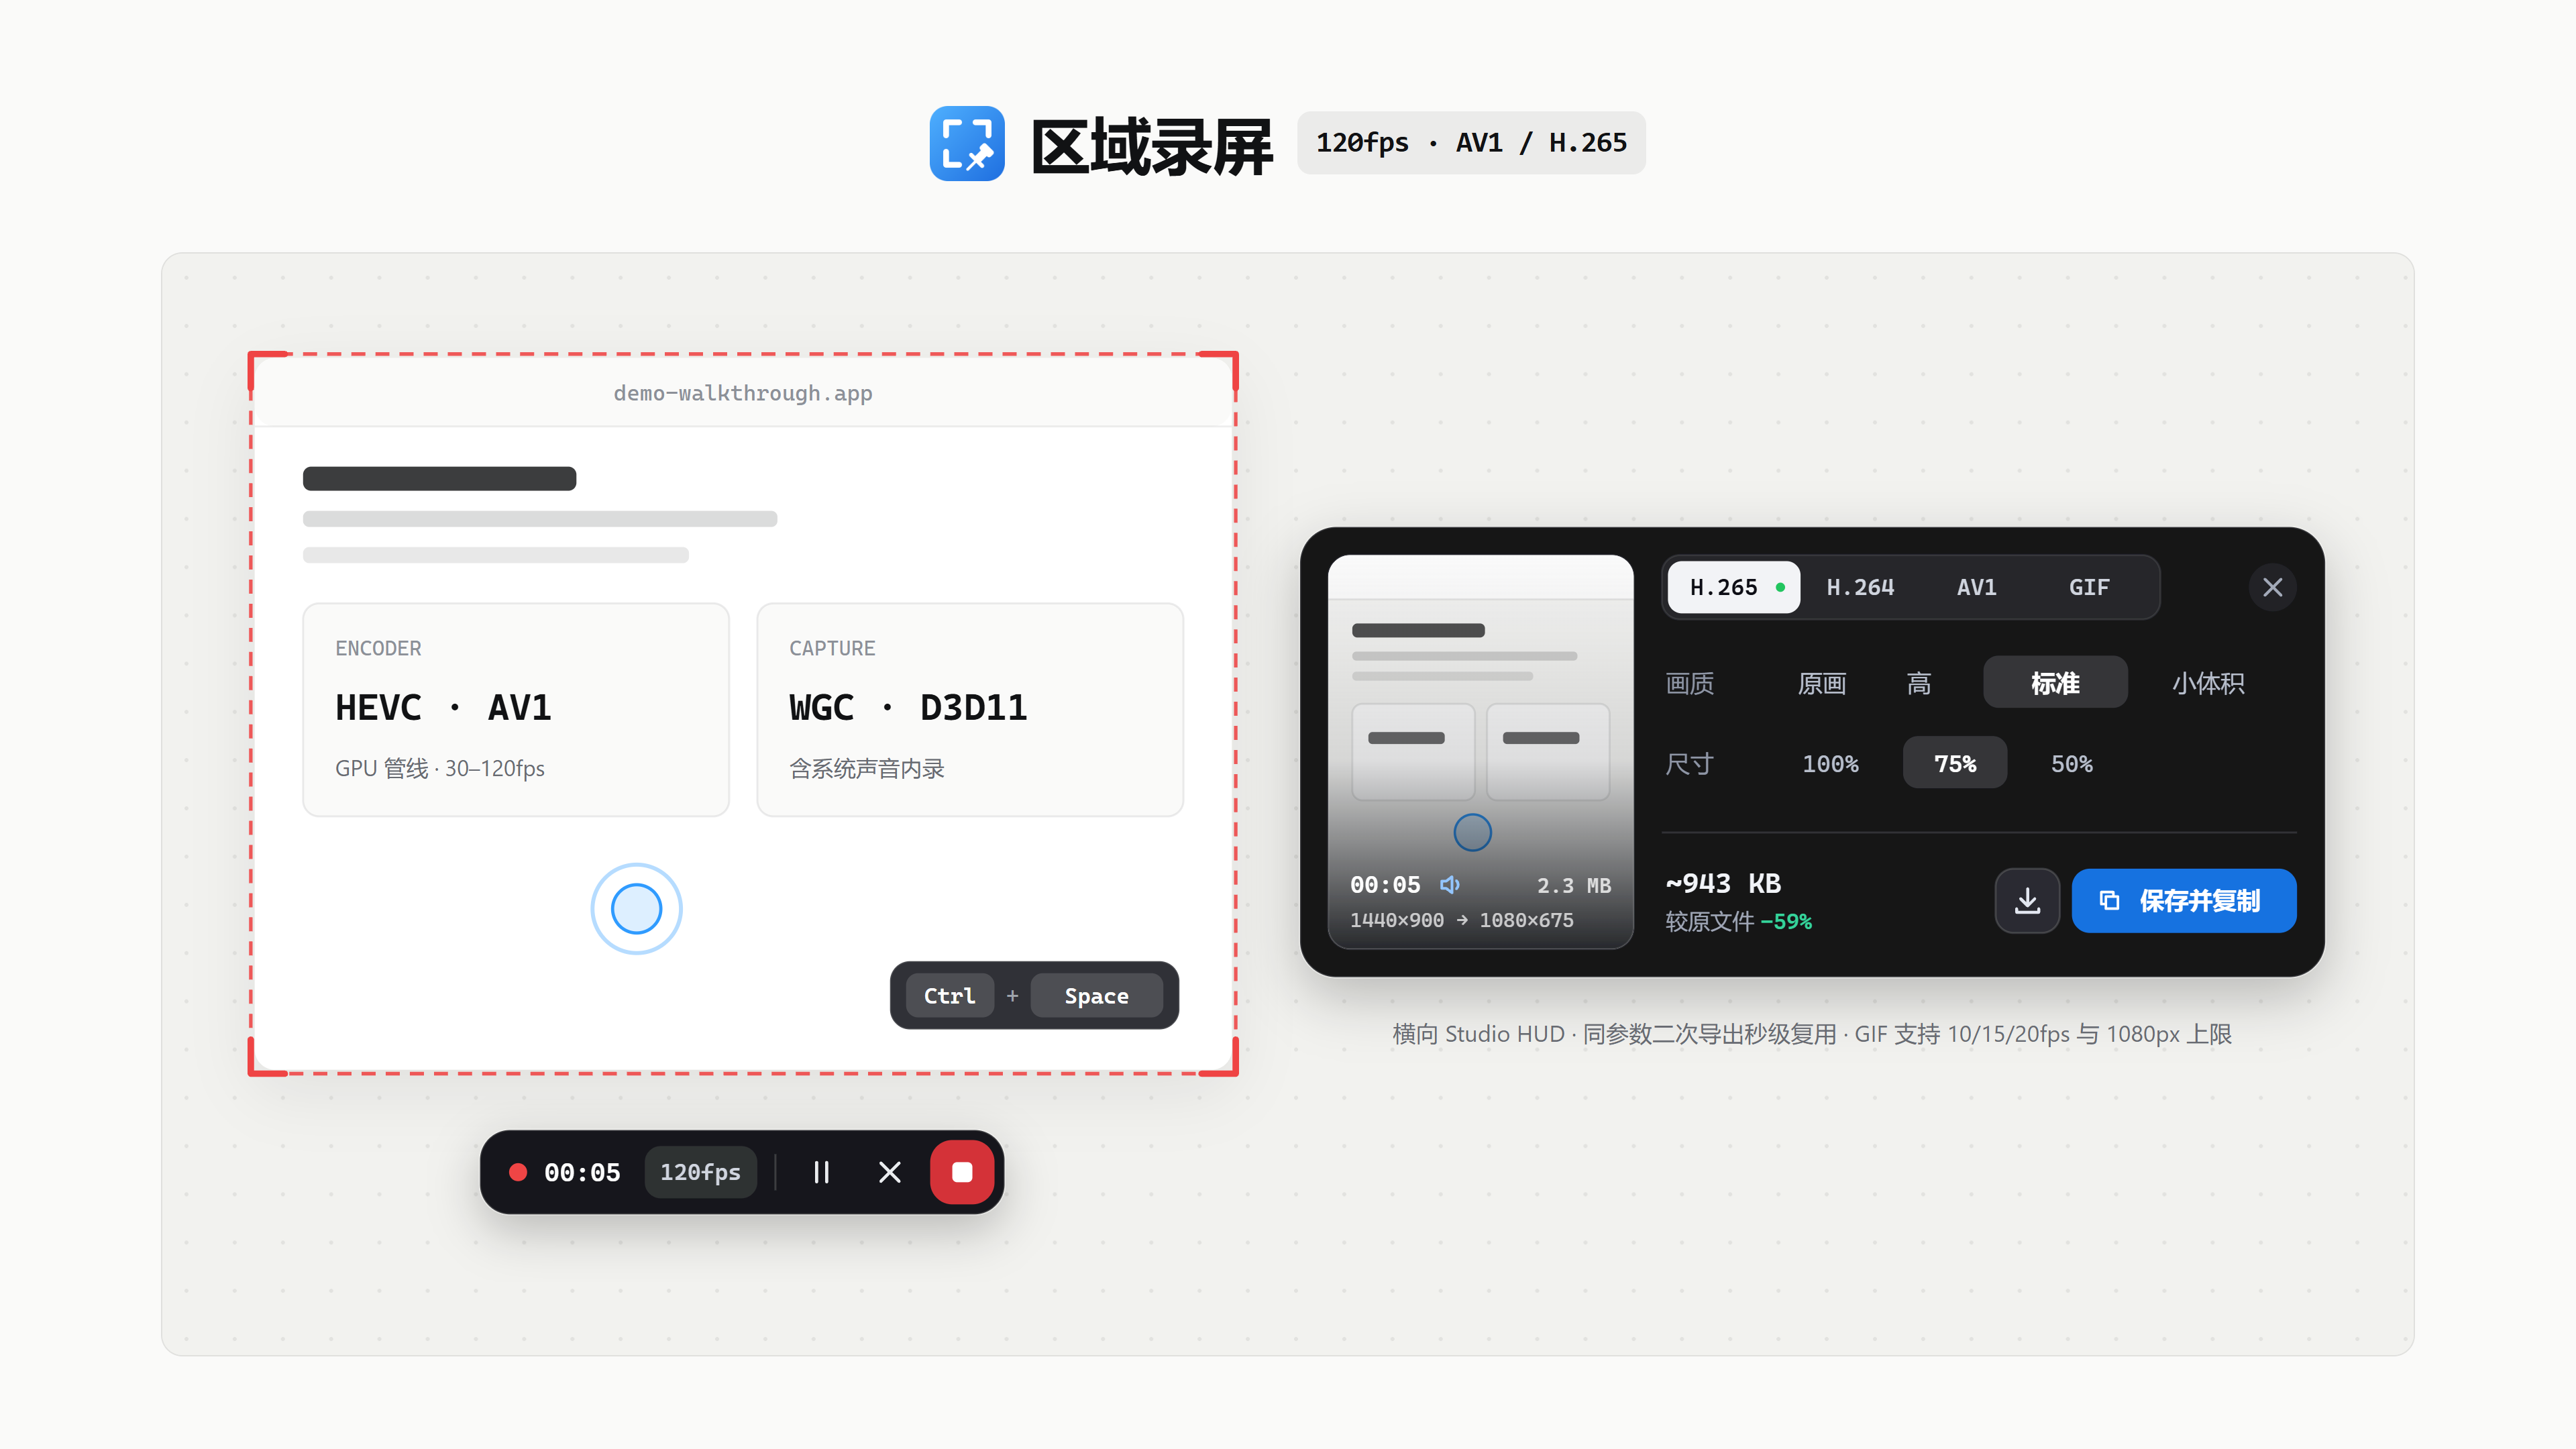 区域录屏
120fps · AV1 / H.265
demo-walkthrough.app
ENCODER
HEVC · AV1
GPU 管线 · 30–120fps
CAPTURE
WGC · D3D11
含系统声音内录
Ctrl + Space
00:05 120fps
H.265 H.264 AV1 GIF
画质 原画 高 标准 小体积
尺寸 100% 75% 50%
00:05 2.3 MB
1440×900 → 1080×675
~943 KB
较原文件 −59%
保存并复制
横向 Studio HUD · 同参数二次导出秒级复用 · GIF 支持 10/15/20fps 与 1080px 上限